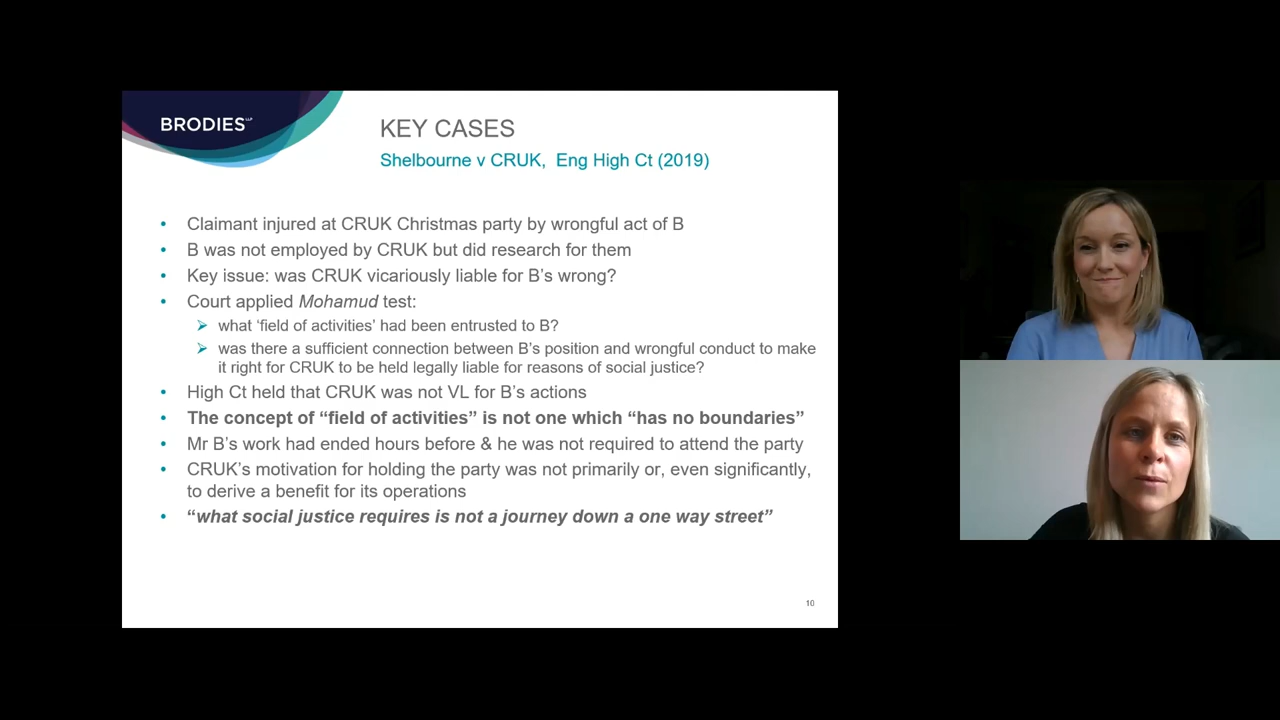 BRODIES LLP
KEY CASES
Shelbourne v CRUK, Eng High Ct (2019)
• Claimant injured at CRUK Christmas party by wrongful act of B
• B was not employed by CRUK but did research for them
• Key issue: was CRUK vicariously liable for B's wrong?
• Court applied Mohamud test:
➢ what 'field of activities' had been entrusted to B?
➢ was there a sufficient connection between B's position and wrongful conduct to make
it right for CRUK to be held legally liable for reasons of social justice?
• High Ct held that CRUK was not VL for B's actions
• The concept of "field of activities" is not one which "has no boundaries"
• Mr B's work had ended hours before & he was not required to attend the party
• CRUK's motivation for holding the party was not primarily or, even significantly,
to derive a benefit for its operations
• "what social justice requires is not a journey down a one way street"
10